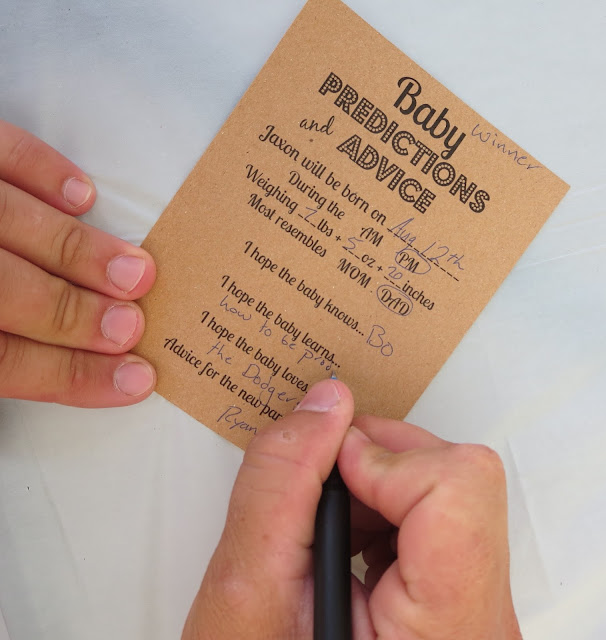 Baby
Winner
PREDICTIONS
and ADVICE
Jaxon will be born on Aug 12th
During the AM PM
Weighing 7 lbs + 5 oz + 20 inches
Most resembles MOM DAD
I hope the baby knows... Bo
I hope the baby learns...
how to be
I hope the baby loves
the Dodger
Advice for the new par
Ryan